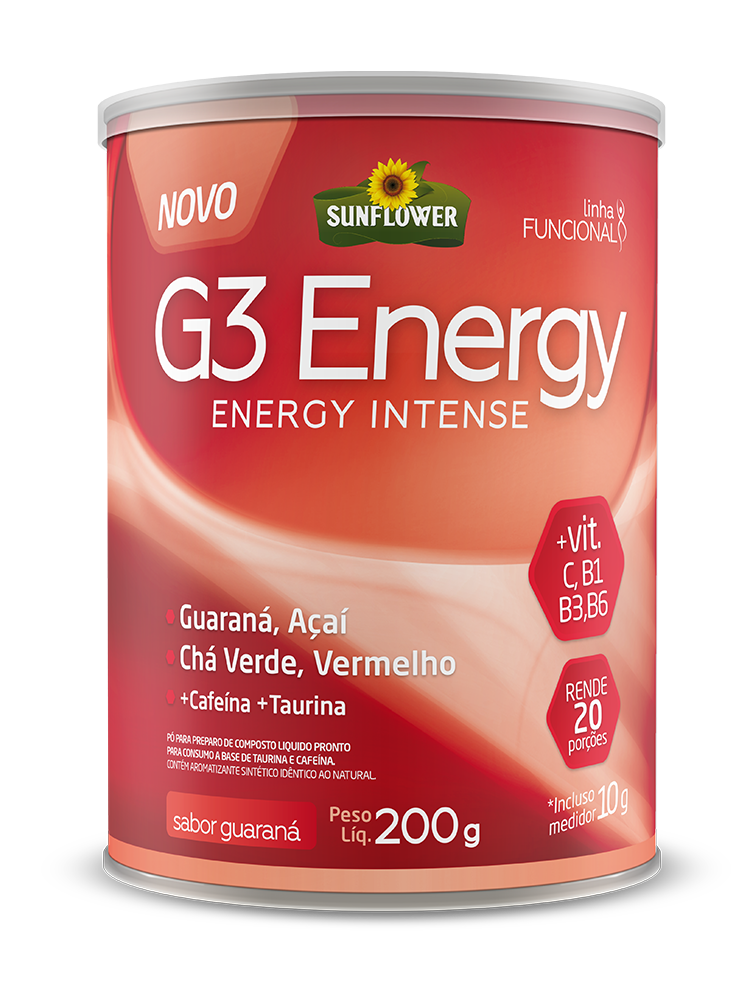 NOVO
SUNFLOWER
linha
FUNCIONAL
G3 Energy
ENERGY INTENSE
+vit.
C, B1
B3,B6
• Guaraná, Açaí
• Chá Verde, Vermelho
• +Cafeína +Taurina
RENDE
20
porções
PÓ PARA PREPARO DE COMPOSTO LIQUIDO PRONTO
PARA CONSUMO A BASE DE TAURINA E CAFEÍNA.
CONTÉM AROMATIZANTE SINTÉTICO IDÊNTICO AO NATURAL.
sabor guaraná
Peso
Líq. 200g
*Incluso
medidor 10g